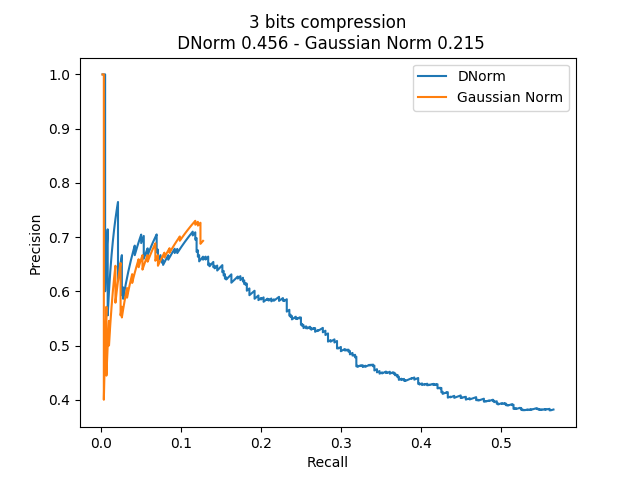 3 bits compression
DNorm 0.456 - Gaussian Norm 0.215
DNorm
Gaussian Norm
Precision
1.0
0.9
0.8
0.7
0.6
0.5
0.4
0.0 0.1 0.2 0.3 0.4 0.5
Recall